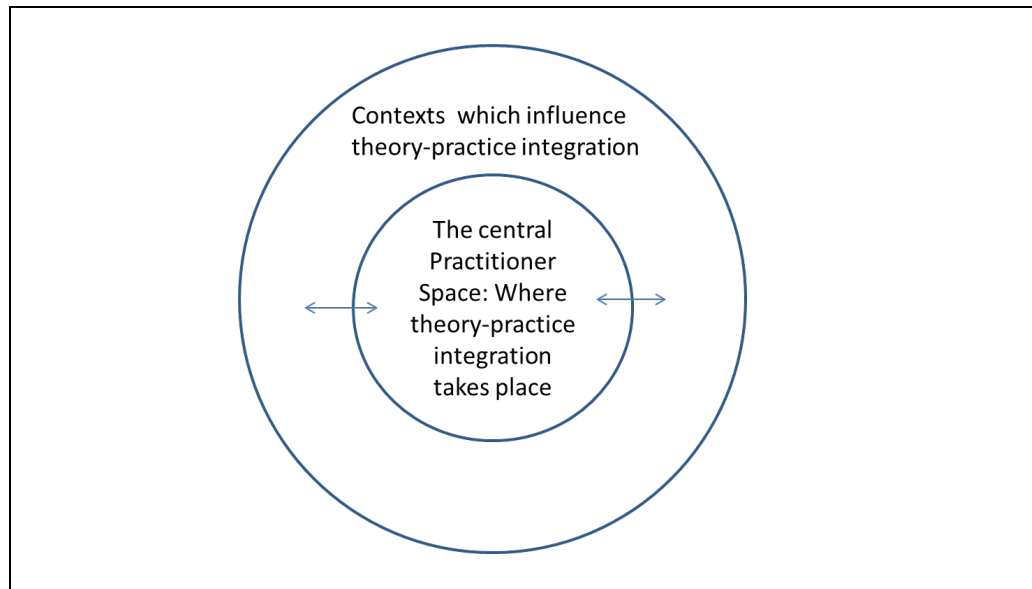 Contexts which influence
theory-practice integration
The central
Practitioner
Space: Where
theory-practice
integration
takes place